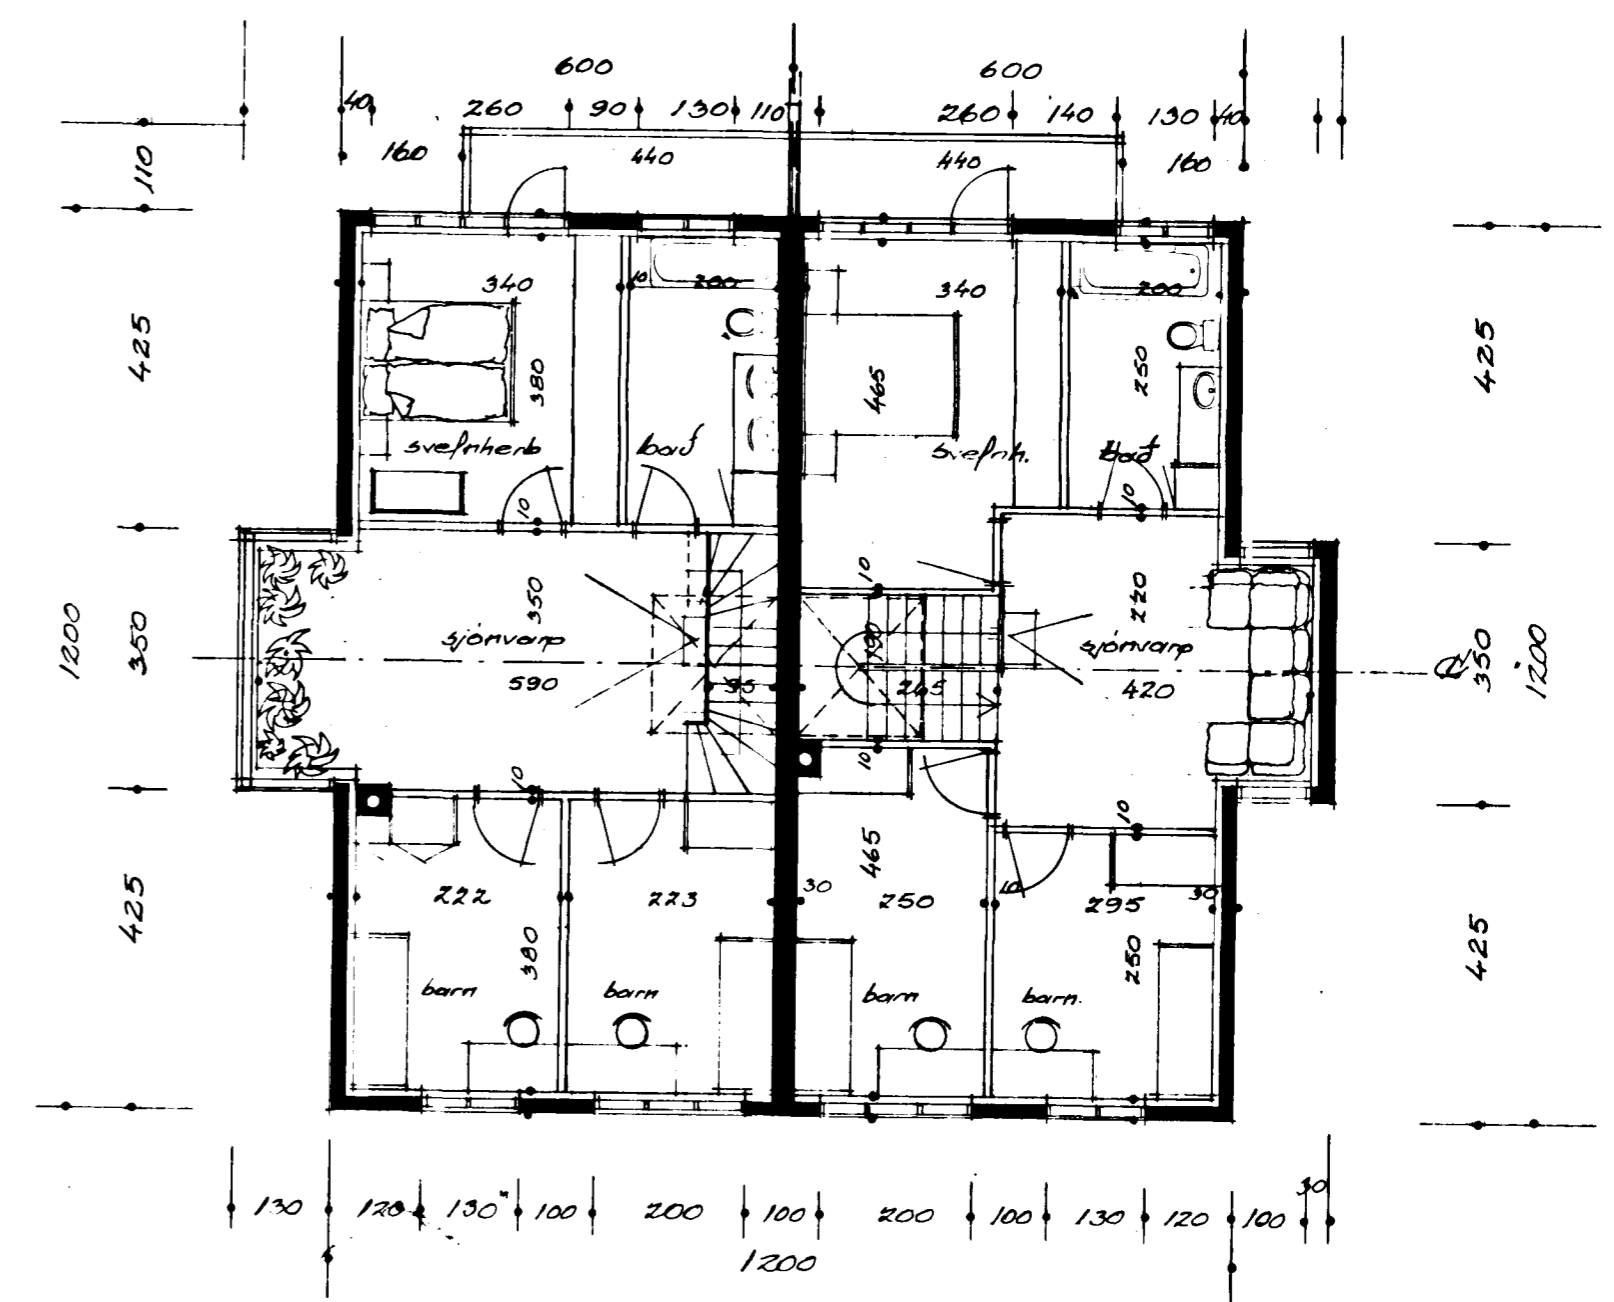 600 600
40 260 90 130 110 260 140 130 40
160 440 440 160
110
340 10 200 340 200
425 380 465 250 425
svefnherb bað svefnh. bað
10 10
10
1200 350 350 sjónvarp 190 220 sjónvarp 350 1200
590 95 245 420
10 10 10
425 222 223 30 465 250 10 295 30 425
380 250
barn barn barn barn.
130 120 130 100 200 100 200 100 130 120 100 30
1200